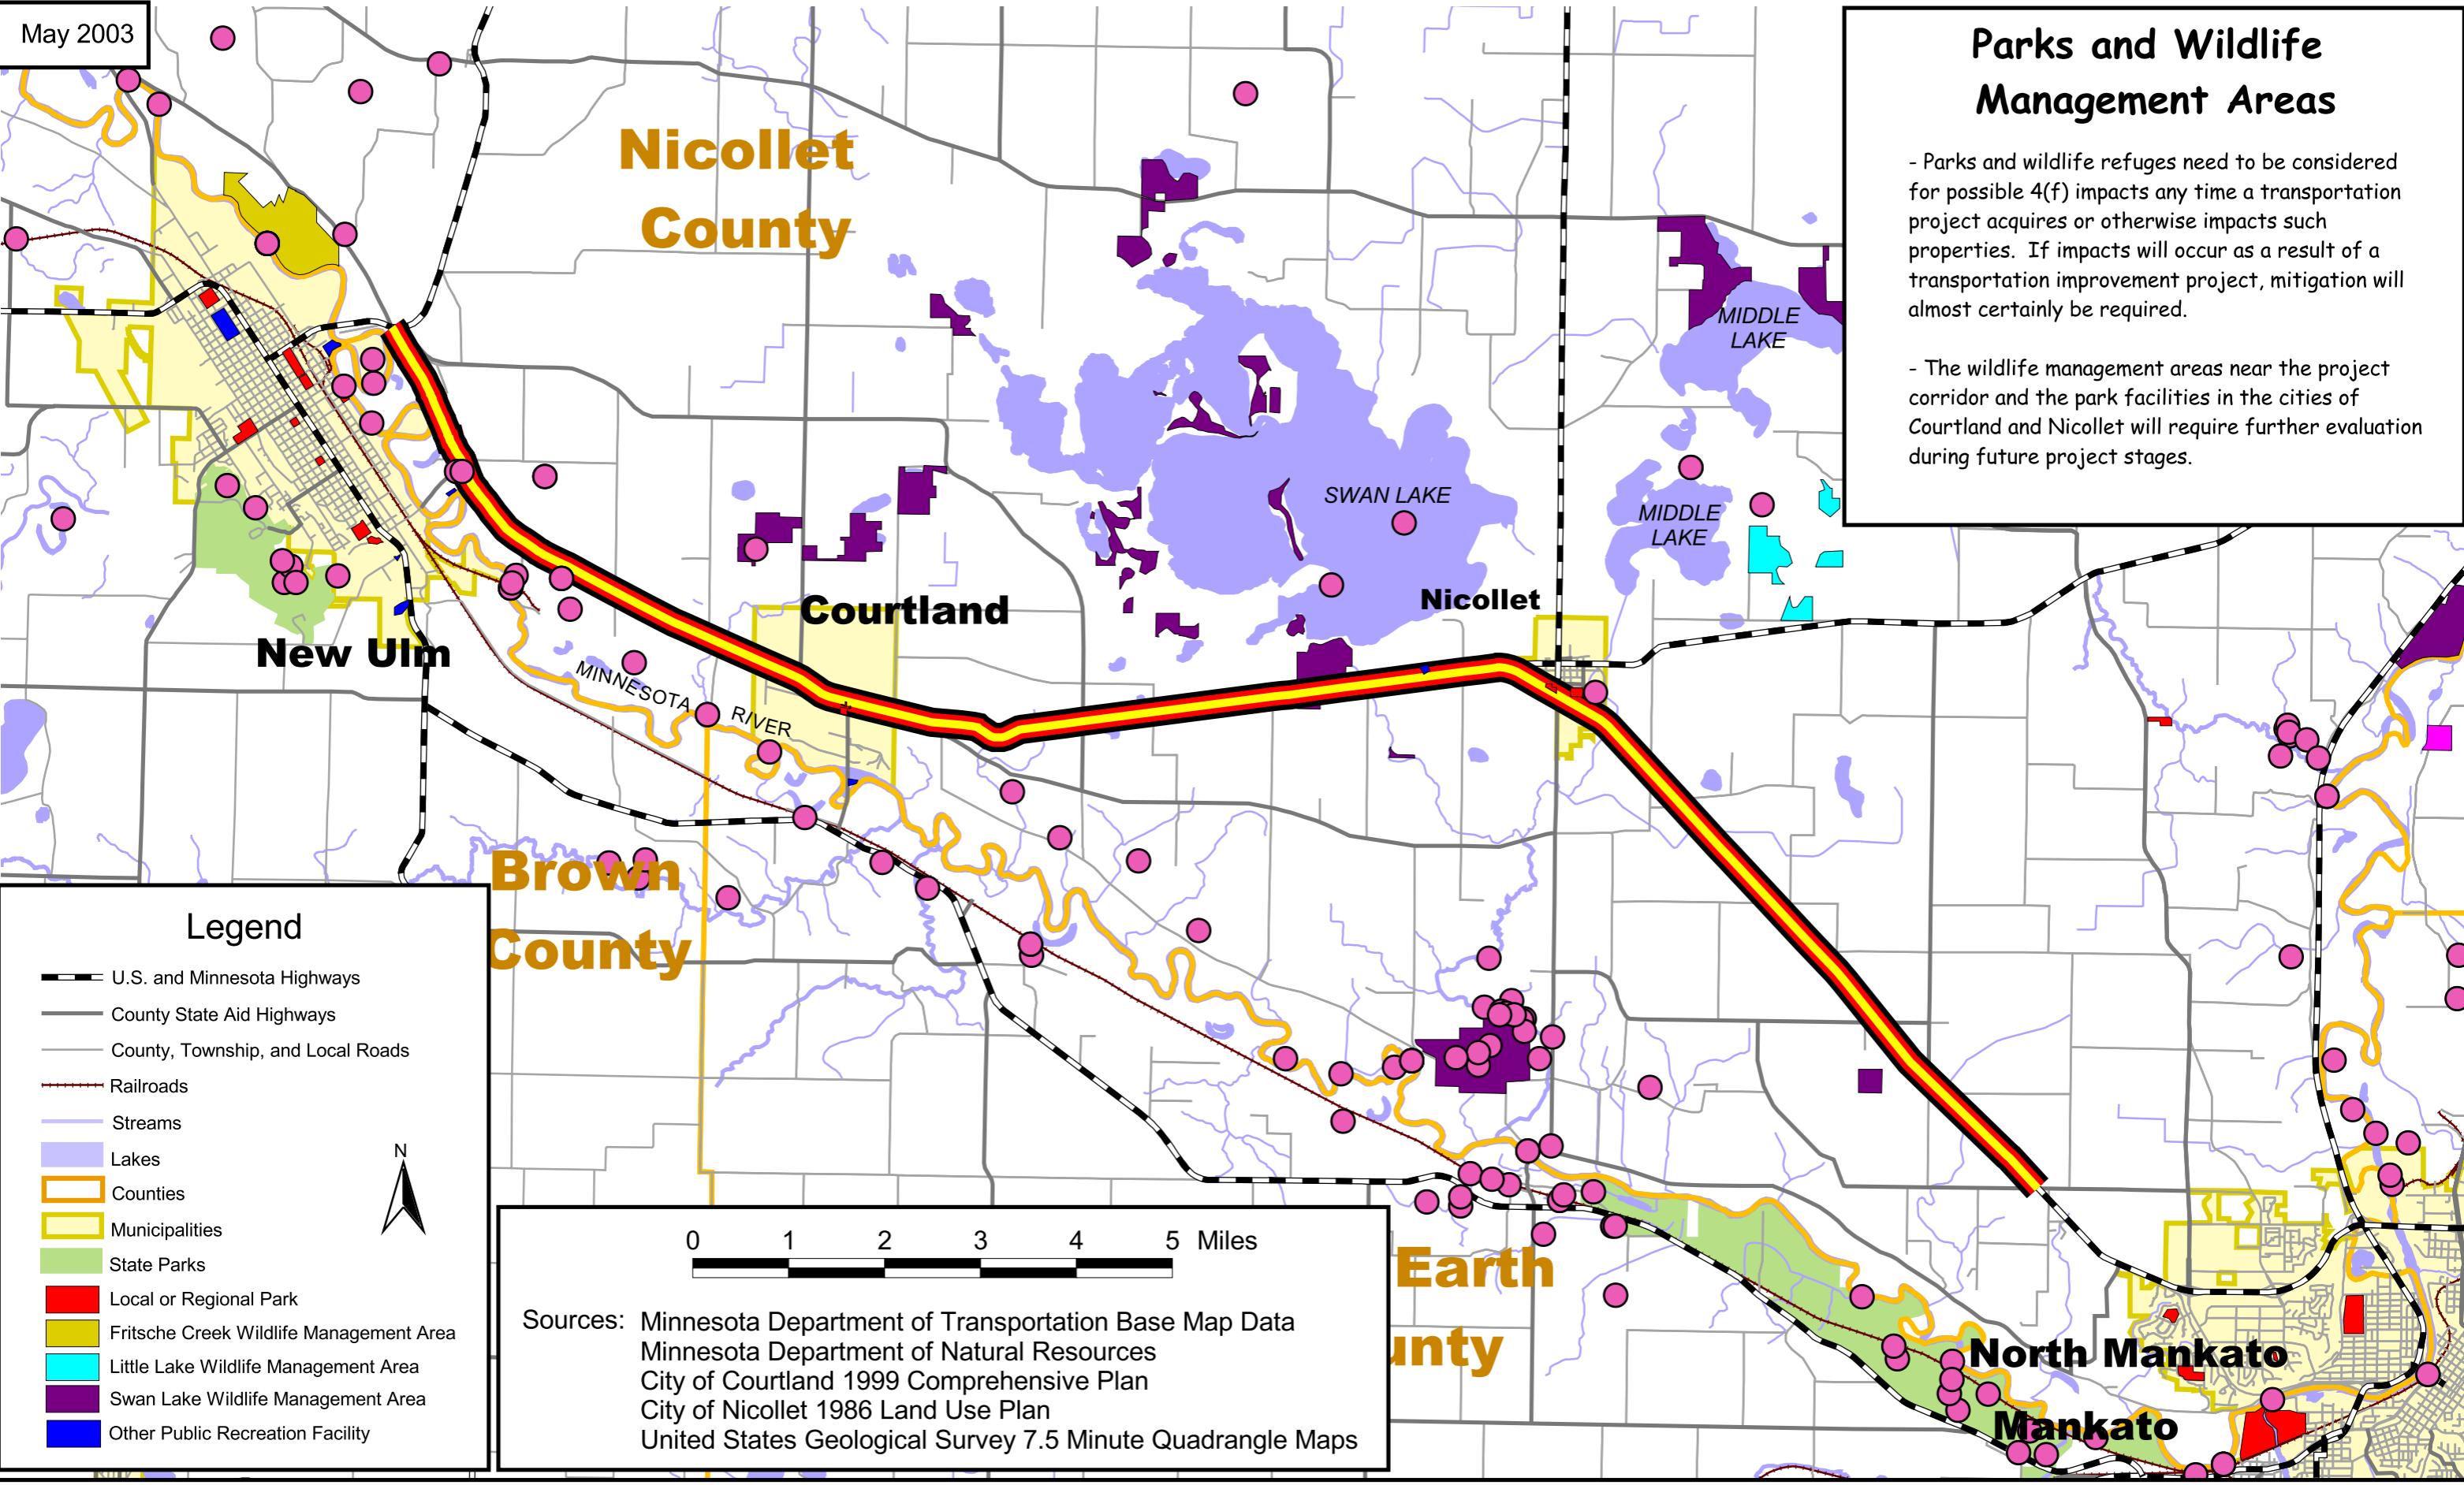 May 2003
Parks and Wildlife
Management Areas
- Parks and wildlife refuges need to be considered
for possible 4(f) impacts any time a transportation
project acquires or otherwise impacts such
properties. If impacts will occur as a result of a
transportation improvement project, mitigation will
almost certainly be required.
- The wildlife management areas near the project
corridor and the park facilities in the cities of
Courtland and Nicollet will require further evaluation
during future project stages.
Nicollet
County
MIDDLE
LAKE
SWAN LAKE
MIDDLE
LAKE
Nicollet
Courtland
New Ulm
MINNESOTA
RIVER
Brown
County
Earth
unty
North Mankato
Mankato
Legend
U.S. and Minnesota Highways
County State Aid Highways
County, Township, and Local Roads
Railroads
Streams
Lakes
Counties
Municipalities
State Parks
Local or Regional Park
Fritsche Creek Wildlife Management Area
Little Lake Wildlife Management Area
Swan Lake Wildlife Management Area
Other Public Recreation Facility
N
0 1 2 3 4 5 Miles
Sources: Minnesota Department of Transportation Base Map Data
Minnesota Department of Natural Resources
City of Courtland 1999 Comprehensive Plan
City of Nicollet 1986 Land Use Plan
United States Geological Survey 7.5 Minute Quadrangle Maps